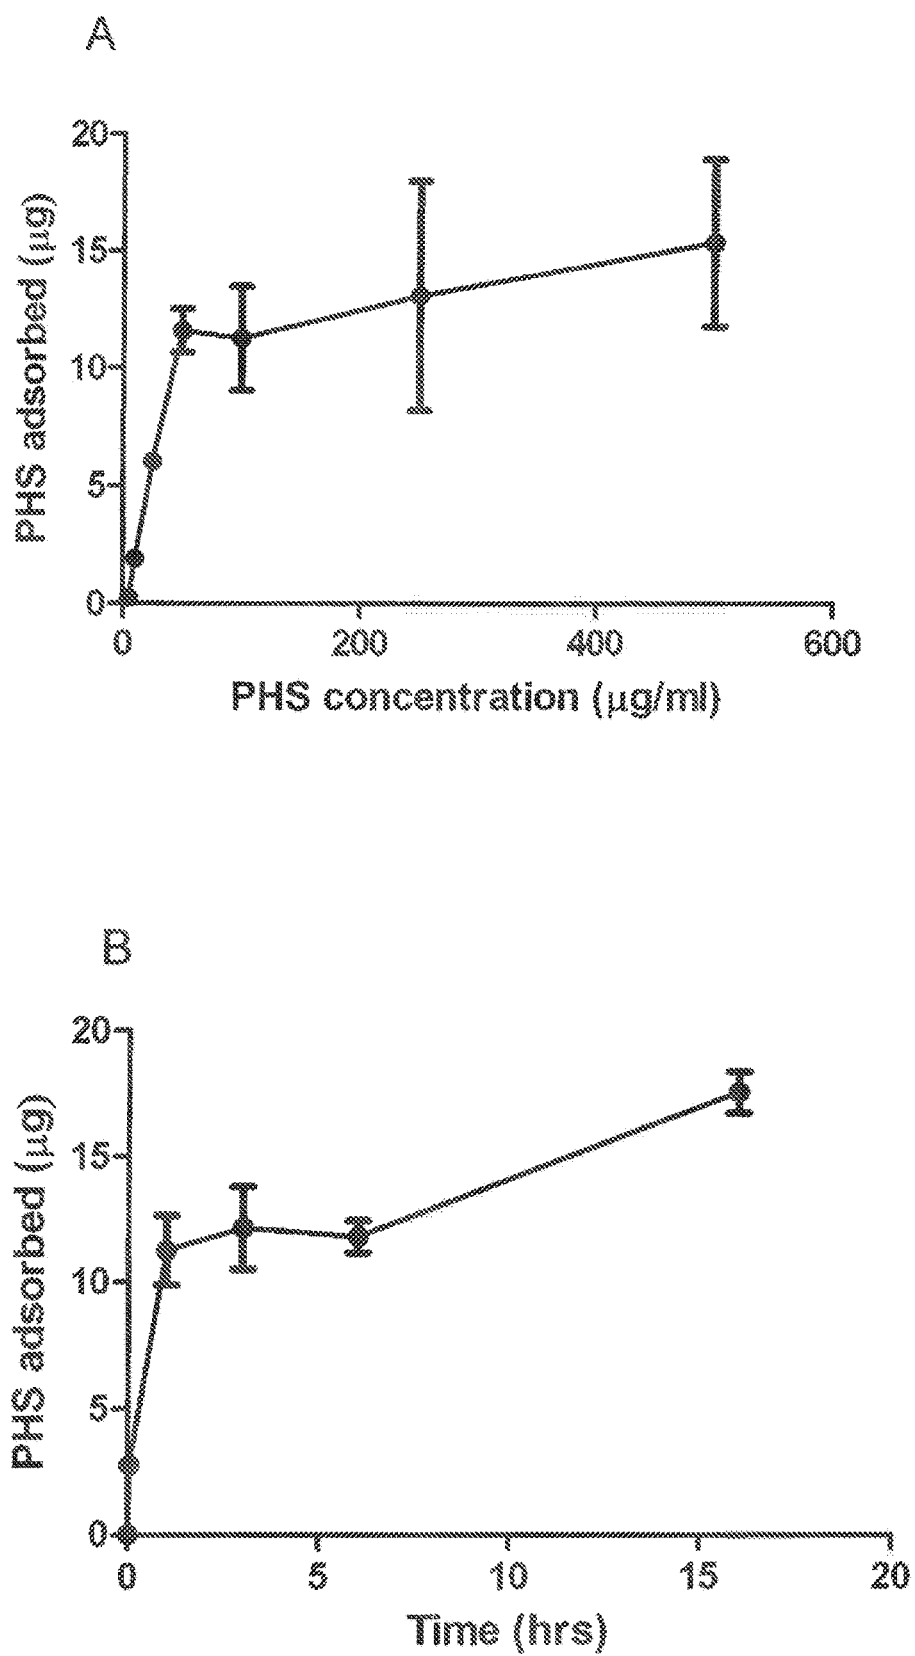 A
20
15
10
5
0
PHS adsorbed (μg)
0 200 400 600
PHS concentration (μg/ml)
B
20
15
10
5
0
PHS adsorbed (μg)
0 5 10 15 20
Time (hrs)